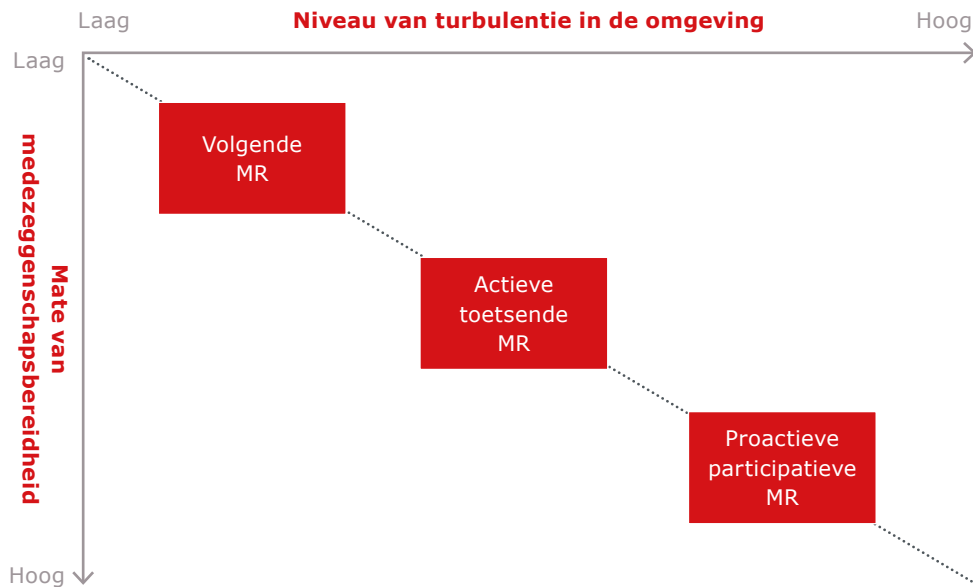 Laag
Niveau van turbulentie in de omgeving
Hoog
Laag
Mate van
medezeggenschapsbereidheid
Volgende
MR
Actieve
toetsende
MR
Proactieve
participatieve
MR
Hoog